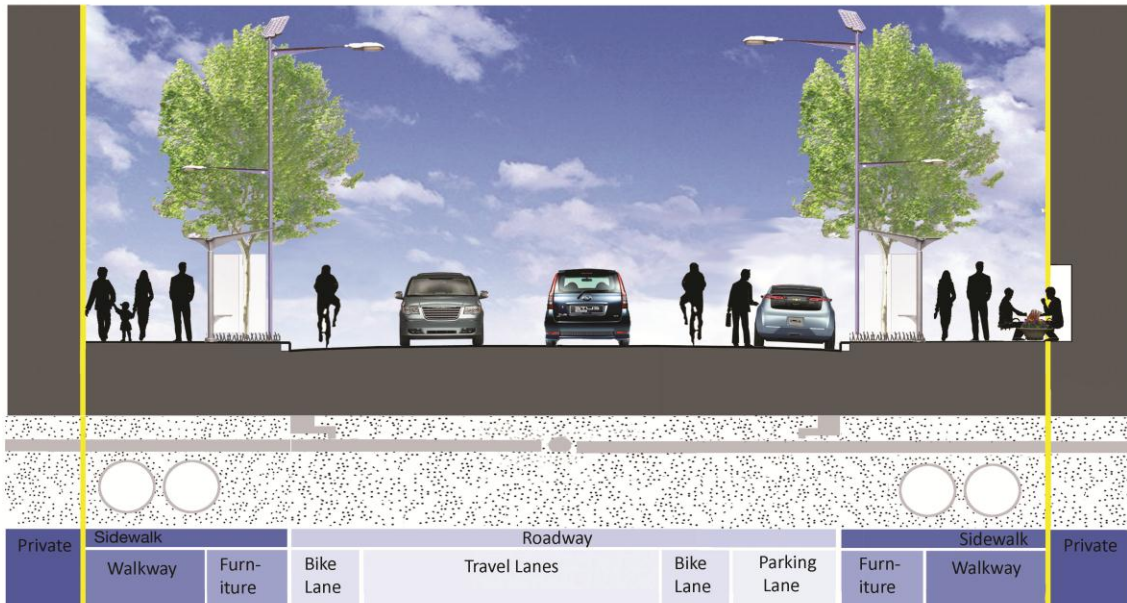 Private
Sidewalk
Roadway
Sidewalk
Private
Walkway
Furn-
iture
Bike
Lane
Travel Lanes
Bike
Lane
Parking
Lane
Furn-
iture
Walkway